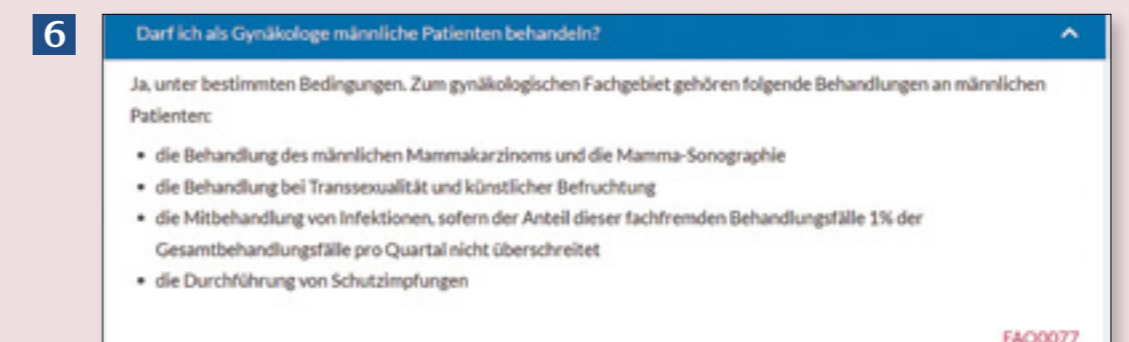 6
Darf ich als Gynäkologe männliche Patienten behandeln?
Ja, unter bestimmten Bedingungen. Zum gynäkologischen Fachgebiet gehören folgende Behandlungen an männlichen
Patienten:
• die Behandlung des männlichen Mammakarzinoms und die Mamma-Sonographie
• die Behandlung bei Transsexualität und künstlicher Befruchtung
• die Mitbehandlung von Infektionen, sofern der Anteil dieser fachfremden Behandlungsfälle 1% der
Gesamtbehandlungsfälle pro Quartal nicht überschreitet
• die Durchführung von Schutzimpfungen
FAQ0077